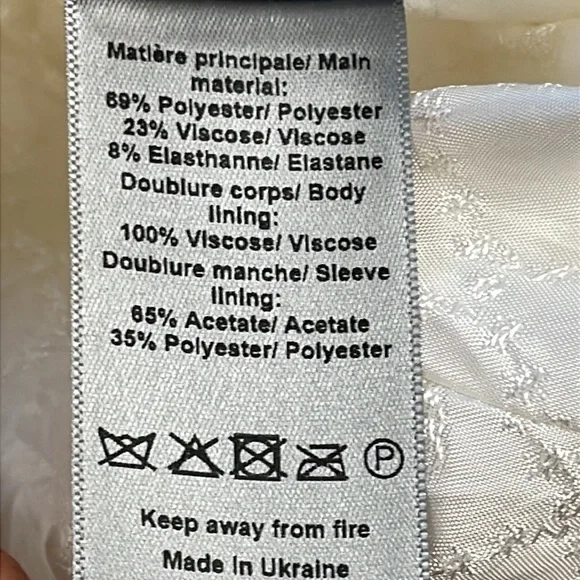 Matière principale/ Main
material:
69% Polyester/ Polyester
23% Viscose/ Viscose
8% Elasthanne/ Elastane
Doublure corps/ Body
lining:
100% Viscose/ Viscose
Doublure manche/ Sleeve
lining:
65% Acetate/ Acetate
35% Polyester/ Polyester
P
Keep away from fire
Made in Ukraine